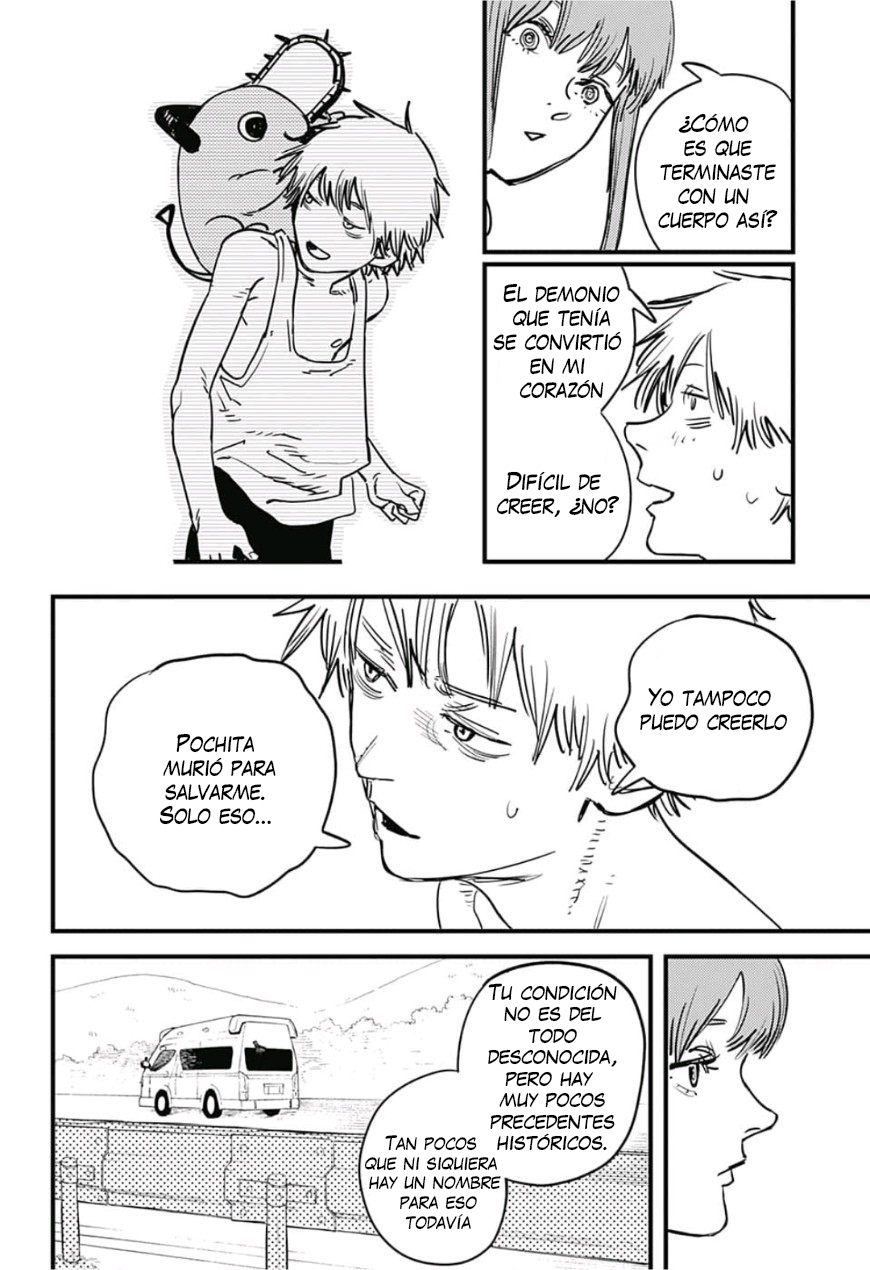 ¿Cómo
es que
terminaste
con un
cuerpo así?
El demonio
que tenía
se convirtió
en mi
corazón
Difícil de
creer, ¿no?
Yo tampoco
puedo creerlo
Pochita
murió para
salvarme.
Solo eso...
Tu condición
no es del
todo
desconocida,
pero hay
muy pocos
precedentes
históricos.
Tan pocos
que ni siquiera
hay un nombre
para eso
todavía